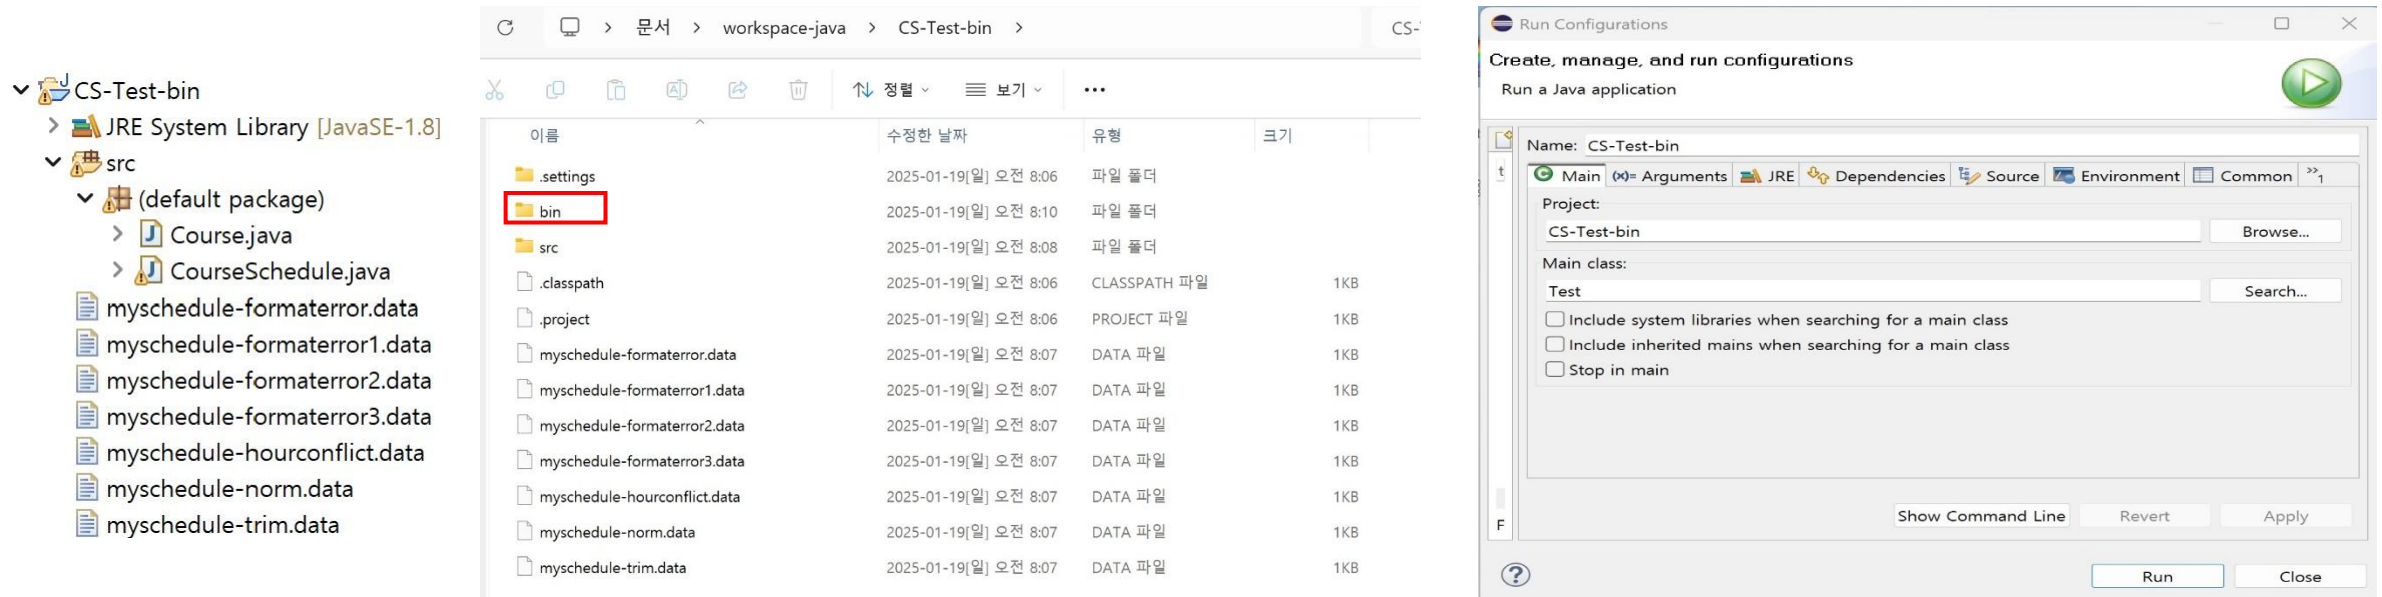 CS-Test-bin
JRE System Library [JavaSE-1.8]
src
(default package)
Course.java
CourseSchedule.java
myschedule-formaterror.data
myschedule-formaterror1.data
myschedule-formaterror2.data
myschedule-formaterror3.data
myschedule-hourconflict.data
myschedule-norm.data
myschedule-trim.data
문서 > workspace-java > CS-Test-bin >
CS-
정렬 보기 ...
이름 수정한 날짜 유형 크기
.settings 2025-01-19[일] 오전 8:06 파일 폴더
bin 2025-01-19[일] 오전 8:10 파일 폴더
src 2025-01-19[일] 오전 8:08 파일 폴더
.classpath 2025-01-19[일] 오전 8:06 CLASSPATH 파일 1KB
.project 2025-01-19[일] 오전 8:06 PROJECT 파일 1KB
myschedule-formaterror.data 2025-01-19[일] 오전 8:07 DATA 파일 1KB
myschedule-formaterror1.data 2025-01-19[일] 오전 8:07 DATA 파일 1KB
myschedule-formaterror2.data 2025-01-19[일] 오전 8:07 DATA 파일 1KB
myschedule-formaterror3.data 2025-01-19[일] 오전 8:07 DATA 파일 1KB
myschedule-hourconflict.data 2025-01-19[일] 오전 8:07 DATA 파일 1KB
myschedule-norm.data 2025-01-19[일] 오전 8:07 DATA 파일 1KB
myschedule-trim.data 2025-01-19[일] 오전 8:07 DATA 파일 1KB
Run Configurations
Create, manage, and run configurations
Run a Java application
Name: CS-Test-bin
t
Main (x)= Arguments JRE Dependencies Source Environment Common »1
Project:
CS-Test-bin Browse...
Main class:
Test Search...
Include system libraries when searching for a main class
Include inherited mains when searching for a main class
Stop in main
Show Command Line Revert Apply
F
? Run Close